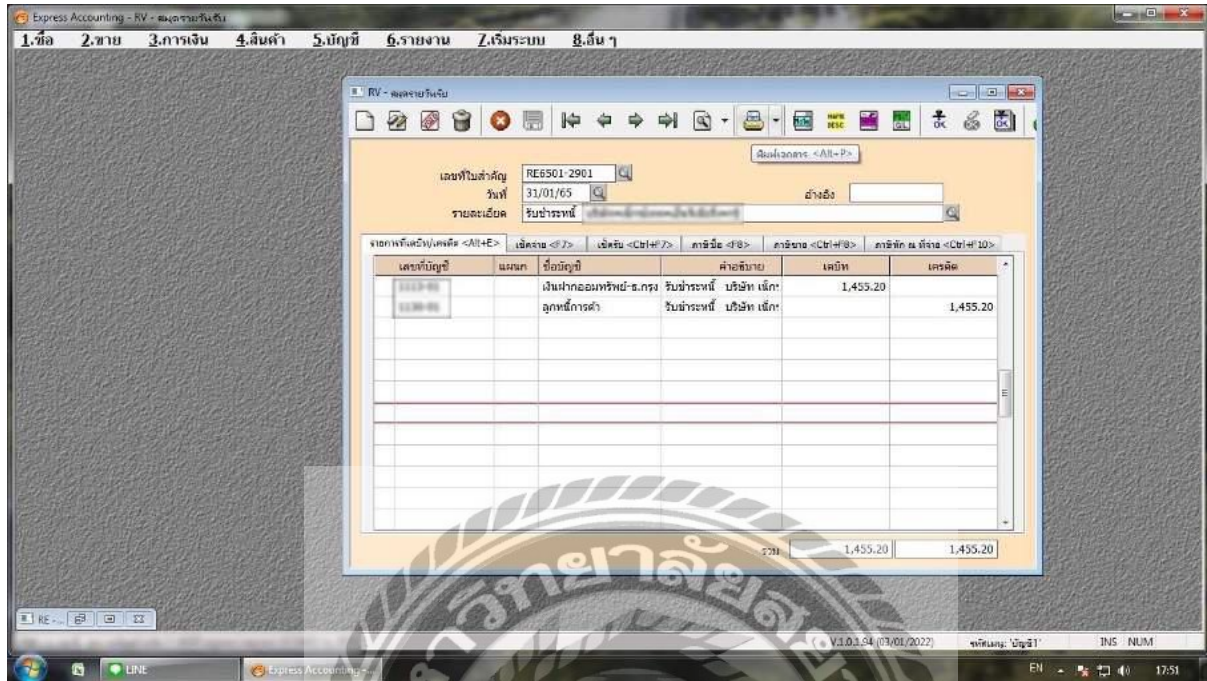 Express Accounting - RV - สมุดรายวันรับ
1.ซื้อ 2.ขาย 3.การเงิน 4.สินค้า 5.บัญชี 6.รายงาน 7.เริ่มระบบ 8.อื่น ๆ
RV - สมุดรายวันรับ
พิมพ์เอกสาร <Alt+P>
เลขที่ใบสำคัญ RE6501-2901
วันที่ 31/01/65 อ้างอิง
รายละเอียด รับชำระหนี้
รายการที่เดบิท/เครดิต <Alt+E> เช็คจ่าย <F7> เช็ครับ <Ctrl+F7> ภาษีซื้อ <F8> ภาษีขาย <Ctrl+F8> ภาษีหัก ณ ที่จ่าย <Ctrl+F10>
เลขที่บัญชี แผนก ชื่อบัญชี คำอธิบาย เดบิท เครดิต
เงินฝากออมทรัพย์-ธ.กรุง รับชำระหนี้ บริษัท เน็ก 1,455.20
ลูกหนี้การค้า รับชำระหนี้ บริษัท เน็ก 1,455.20
รวม 1,455.20 1,455.20
RE -...
V.1.0.1.94 (03/01/2022) รหัสเมนู: 'บัญชี1' INS NUM
LINE Express Accounting -... EN 17:51